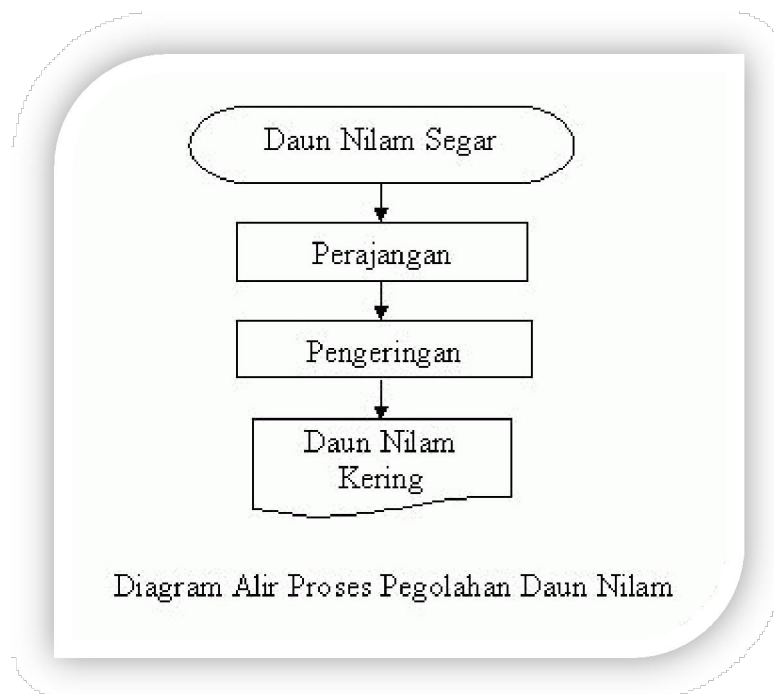 Daun Nilam Segar
Perajangan
Pengeringan
Daun Nilam
Kering
Diagram Alir Proses Pegolahan Daun Nilam